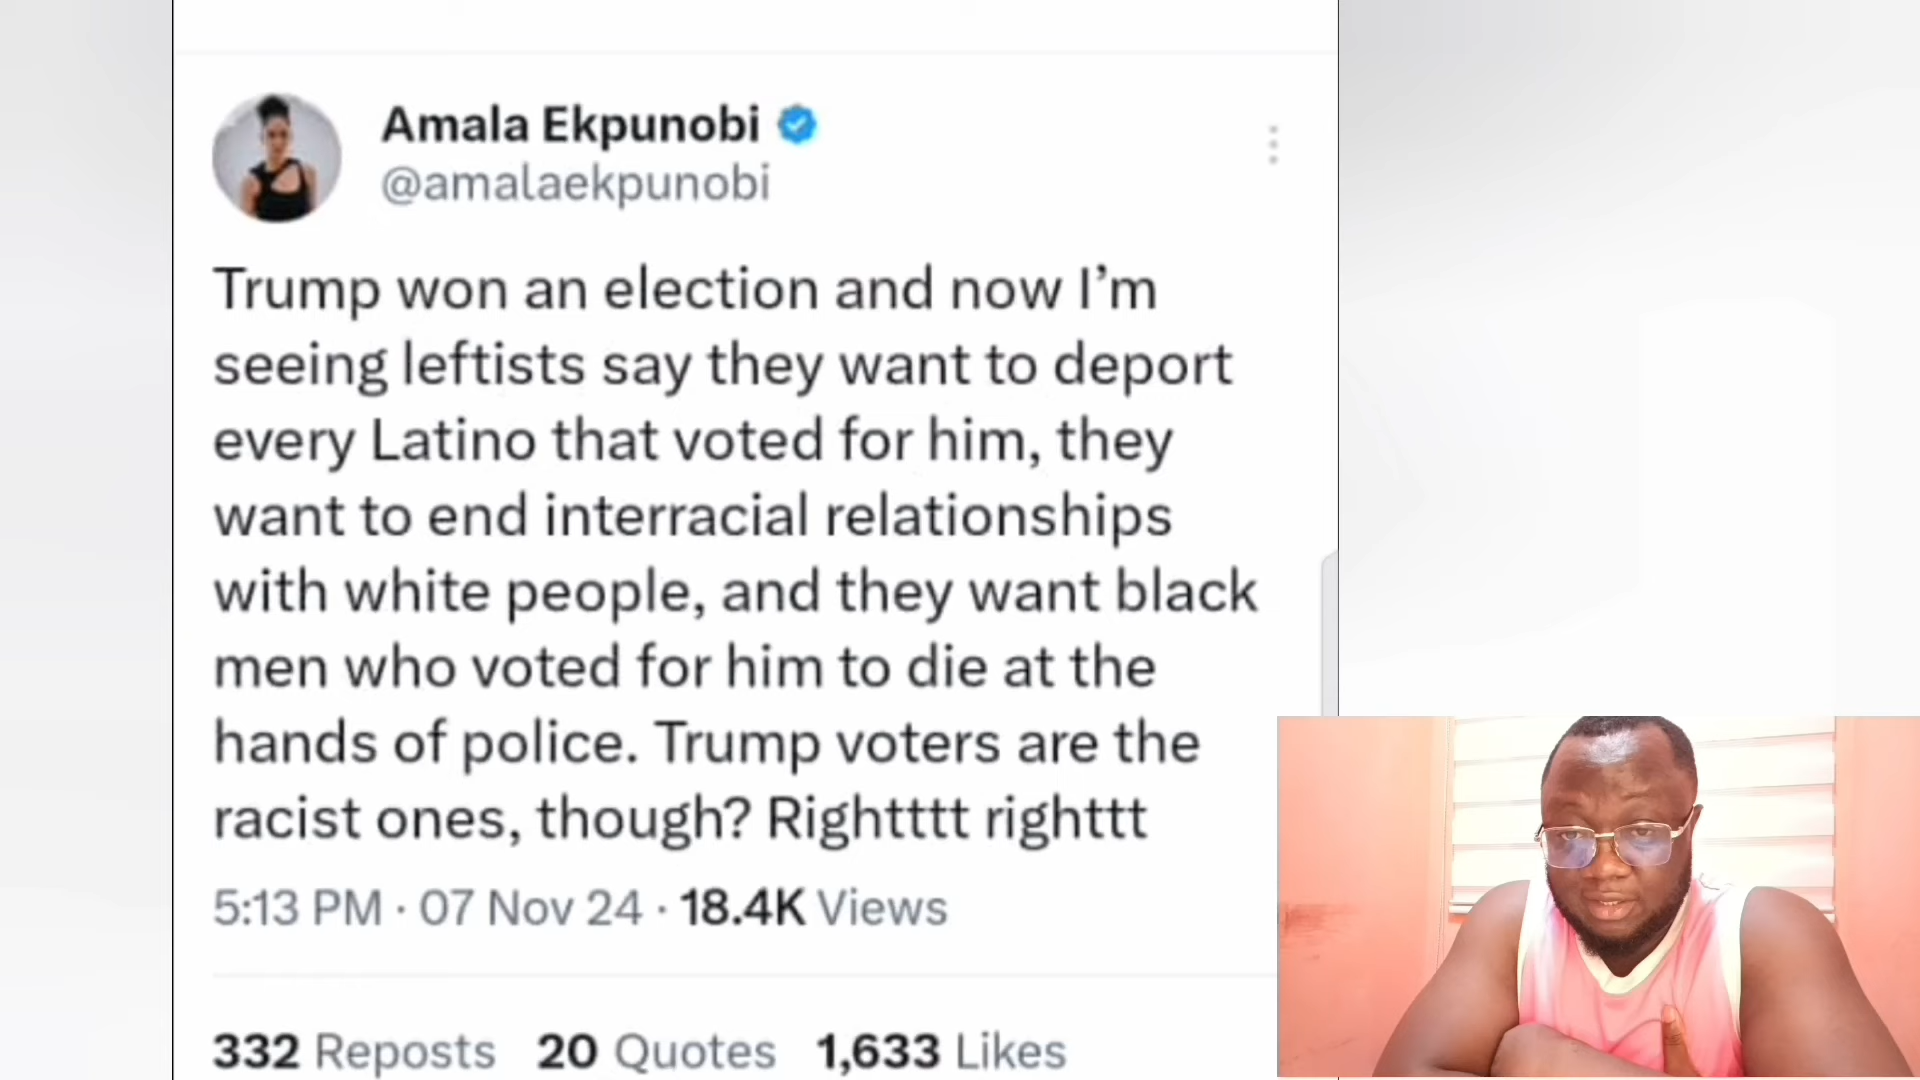 Amala Ekpunobi
@amalaekpunobi
Trump won an election and now I’m
seeing leftists say they want to deport
every Latino that voted for him, they
want to end interracial relationships
with white people, and they want black
men who voted for him to die at the
hands of police. Trump voters are the
racist ones, though? Rightttt righttt
5:13 PM · 07 Nov 24 · 18.4K Views
332 Reposts 20 Quotes 1,633 Likes